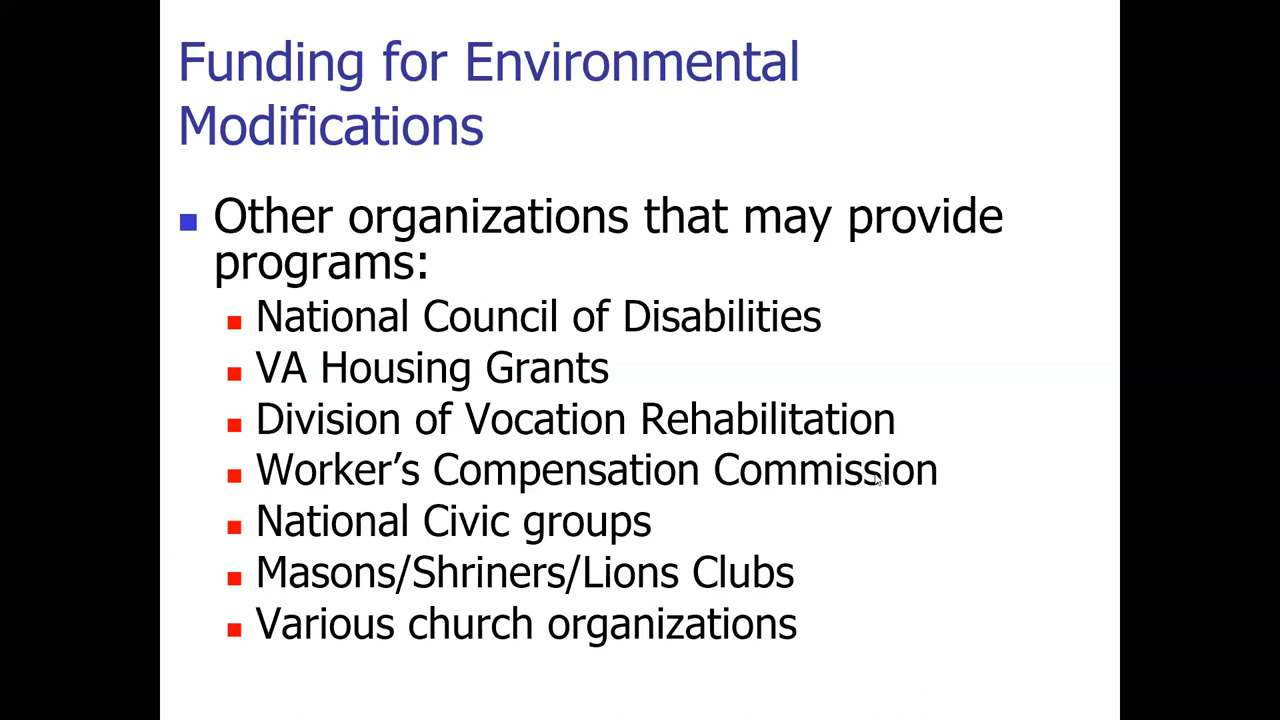 Funding for Environmental
Modifications
Other organizations that may provide
programs:
National Council of Disabilities
VA Housing Grants
Division of Vocation Rehabilitation
Worker’s Compensation Commission
National Civic groups
Masons/Shriners/Lions Clubs
Various church organizations